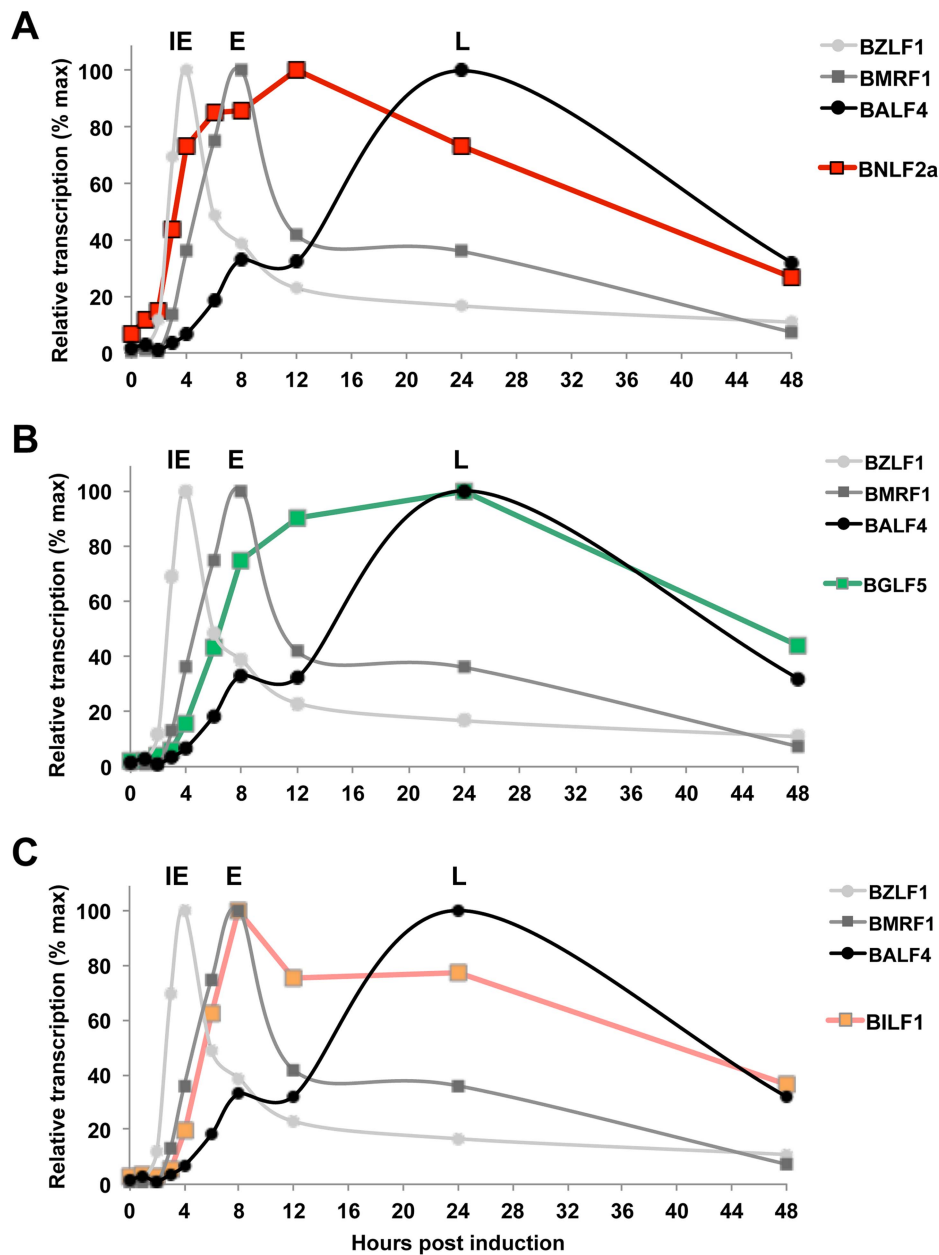 A
IE E L
BZLF1
BMRF1
BALF4
BNLF2a
Relative transcription (% max)
100
80
60
40
20
0
0 4 8 12 16 20 24 28 32 36 40 44 48
B
IE E L
BZLF1
BMRF1
BALF4
BGLF5
Relative transcription (% max)
100
80
60
40
20
0
0 4 8 12 16 20 24 28 32 36 40 44 48
C
IE E L
BZLF1
BMRF1
BALF4
BILF1
Relative transcription (% max)
100
80
60
40
20
0
0 4 8 12 16 20 24 28 32 36 40 44 48
Hours post induction